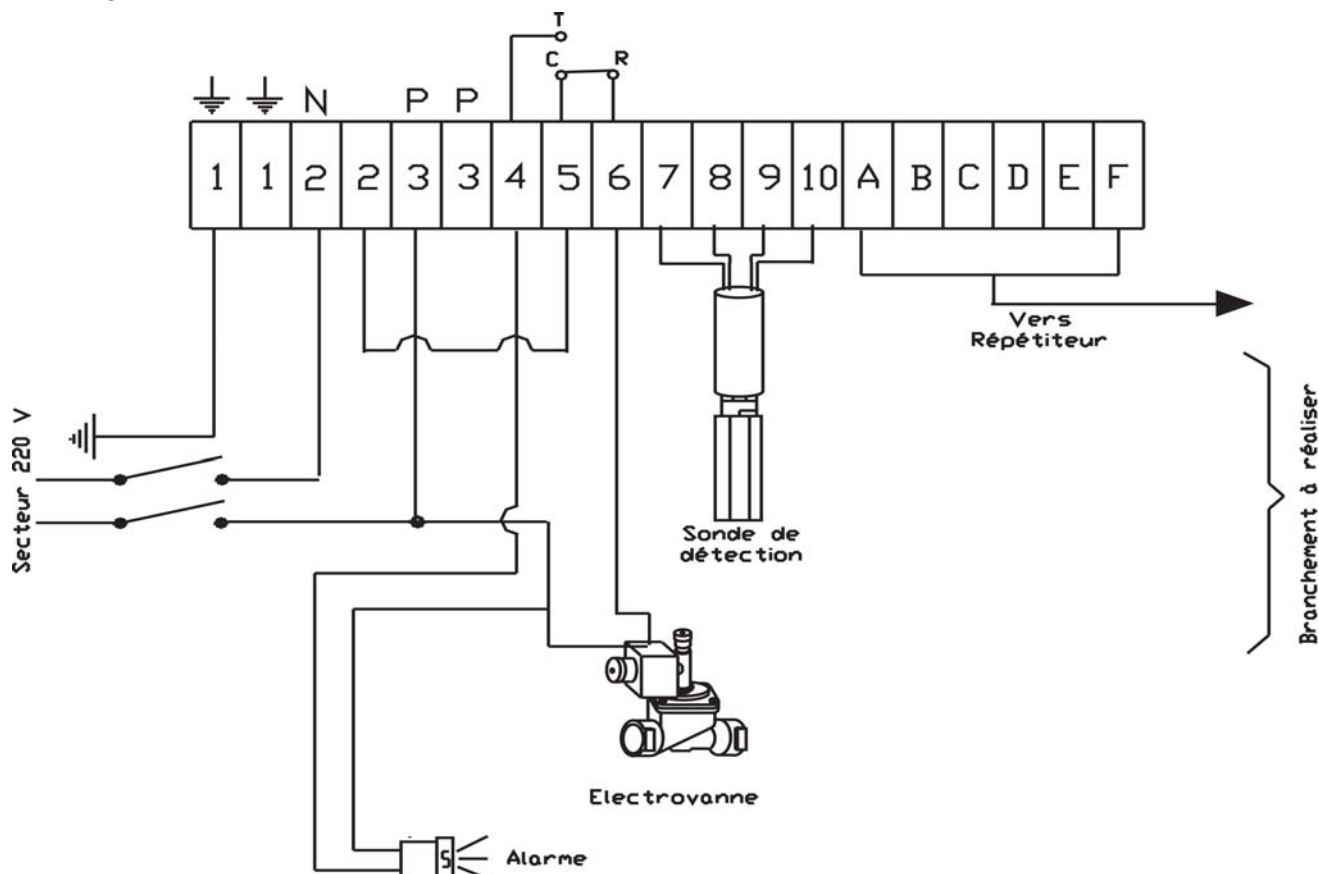 T
C R
N P P
1 1 2 2 3 3 4 5 6 7 8 9 10 A B C D E F
Vers
Répétiteur
Secteur 220 V
Sonde de
détection
Branchement à réaliser
Electrovanne
S
Alarme